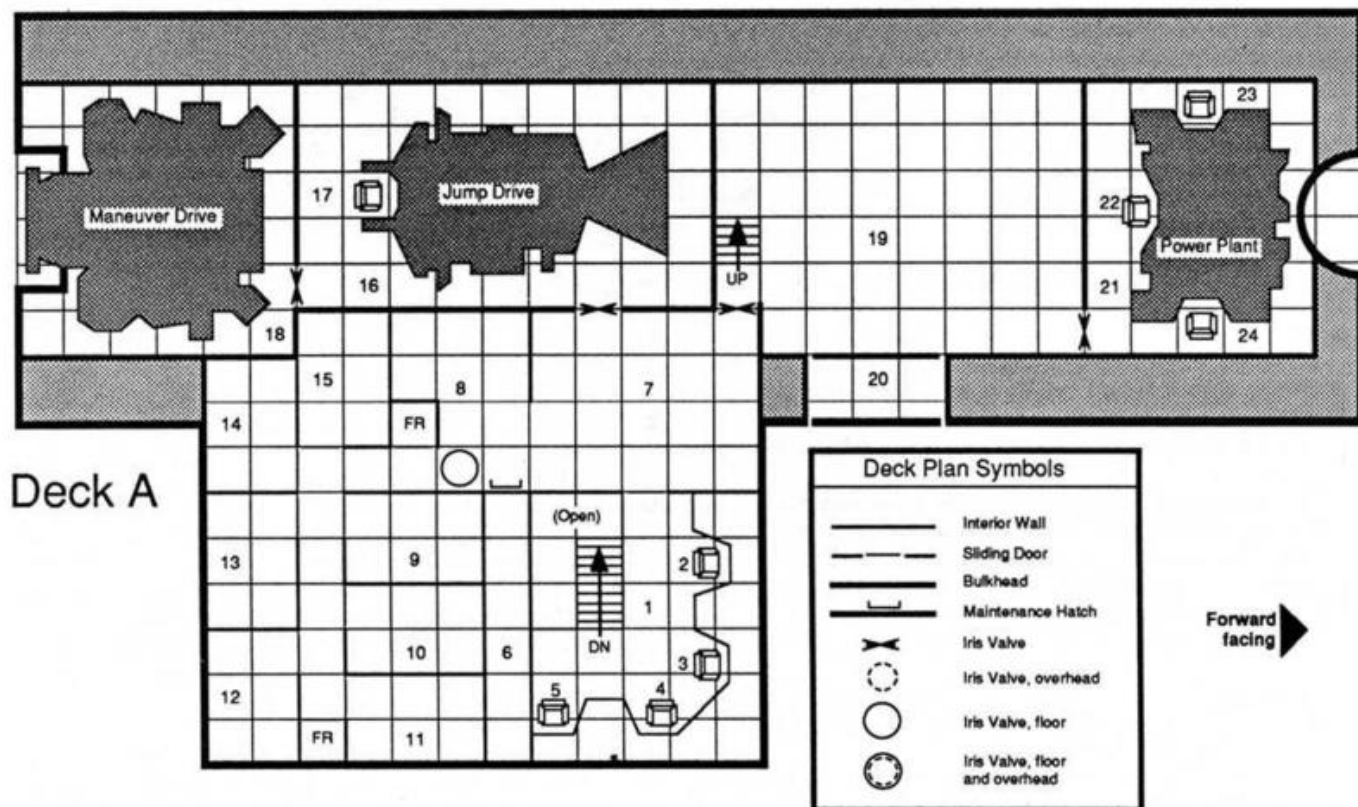 23
17
Jump Drive
Maneuver Drive
22
19
Power Plant
16
UP
21
18
24
15
8
7
20
14
FR
Deck A
(Open)
13
9
2
1
10
6
DN
3
12
5
4
FR
11
Deck Plan Symbols
Interior Wall
Sliding Door
Bulkhead
Maintenance Hatch
Iris Valve
Iris Valve, overhead
Iris Valve, floor
Iris Valve, floor
and overhead
Forward
facing